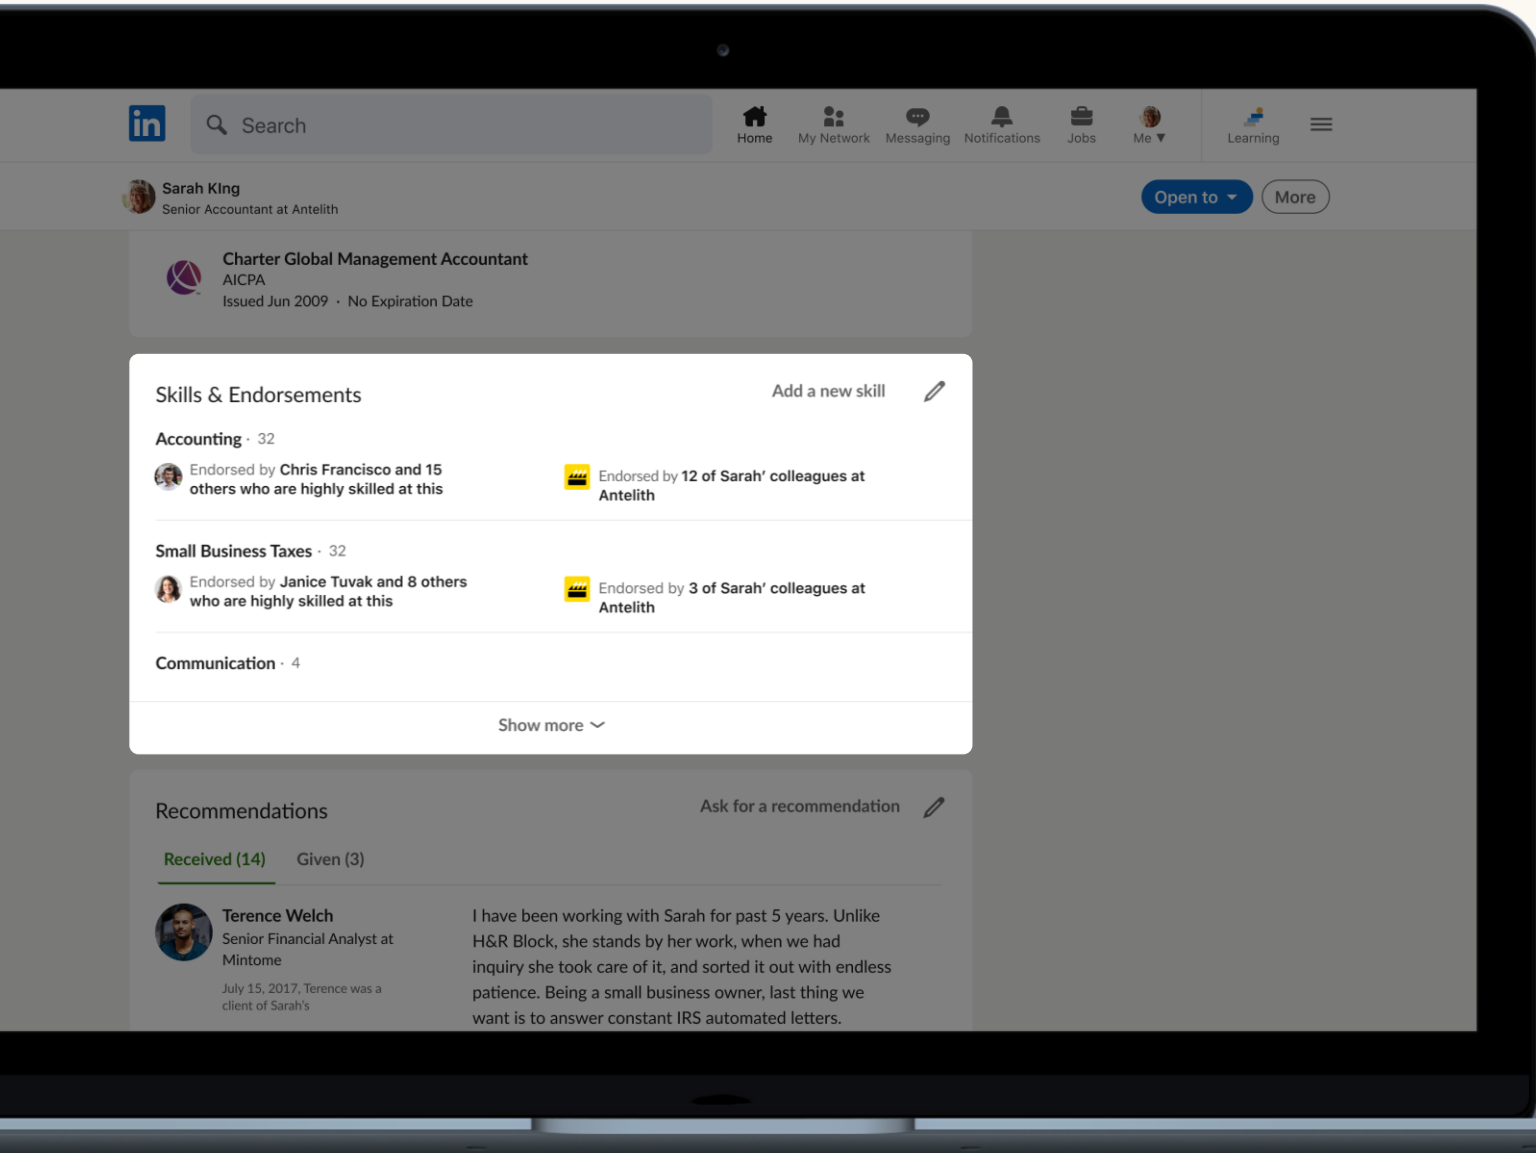 in
Search
Home
My Network
Messaging
Notifications
Jobs
Me ▼
Learning
Sarah KIng
Senior Accountant at Antelith
Open to
More
Charter Global Management Accountant
AICPA
Issued Jun 2009 · No Expiration Date
Skills & Endorsements
Add a new skill
Accounting · 32
Endorsed by Chris Francisco and 15
others who are highly skilled at this
Endorsed by 12 of Sarah’ colleagues at
Antelith
Small Business Taxes · 32
Endorsed by Janice Tuvak and 8 others
who are highly skilled at this
Endorsed by 3 of Sarah’ colleagues at
Antelith
Communication · 4
Show more
Recommendations
Ask for a recommendation
Received (14)
Given (3)
Terence Welch
Senior Financial Analyst at
Mintome
July 15, 2017, Terence was a
client of Sarah’s
I have been working with Sarah for past 5 years. Unlike
H&R Block, she stands by her work, when we had
inquiry she took care of it, and sorted it out with endless
patience. Being a small business owner, last thing we
want is to answer constant IRS automated letters.